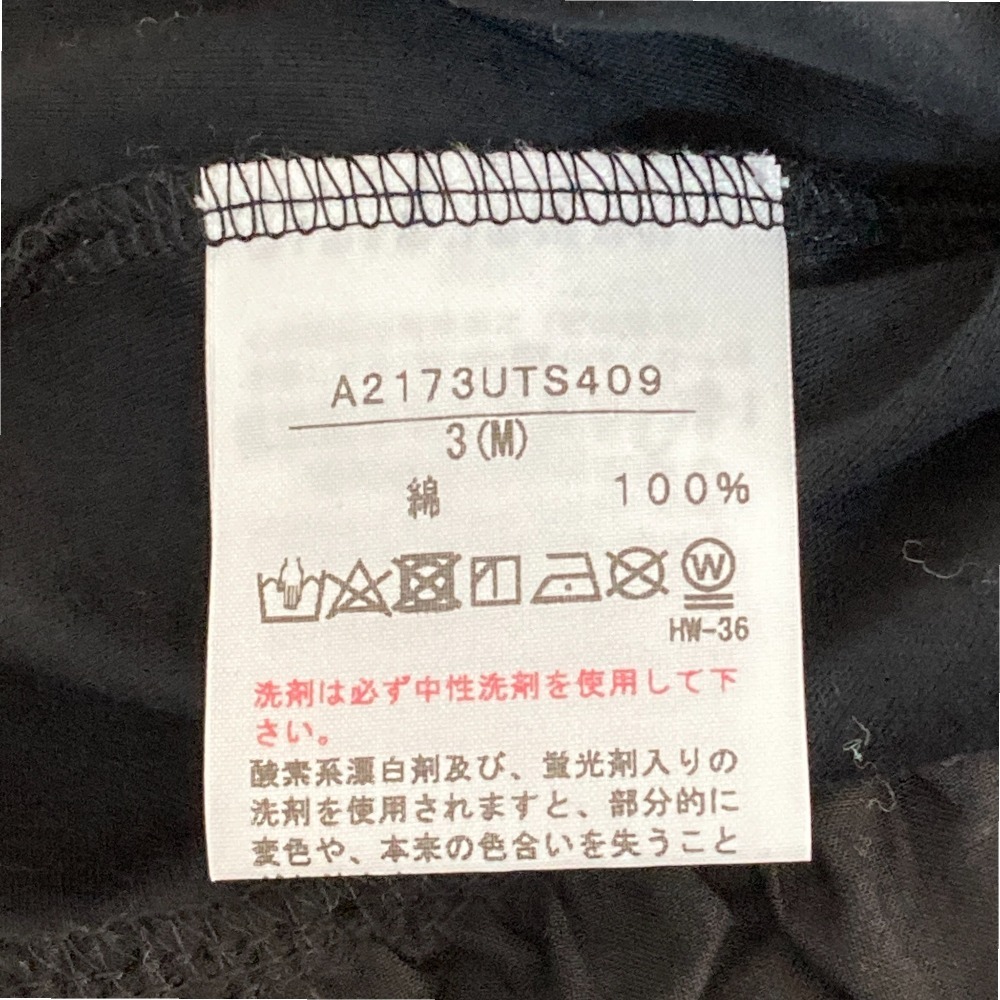 A2173UTS409
3(M)
綿 100%
W
HW-36
洗剤は必ず中性洗剤を使用して下
さい。
酸素系漂白剤及び、蛍光剤入りの
洗剤を使用されますと、部分的に
変色や、本来の色合いを失うこと